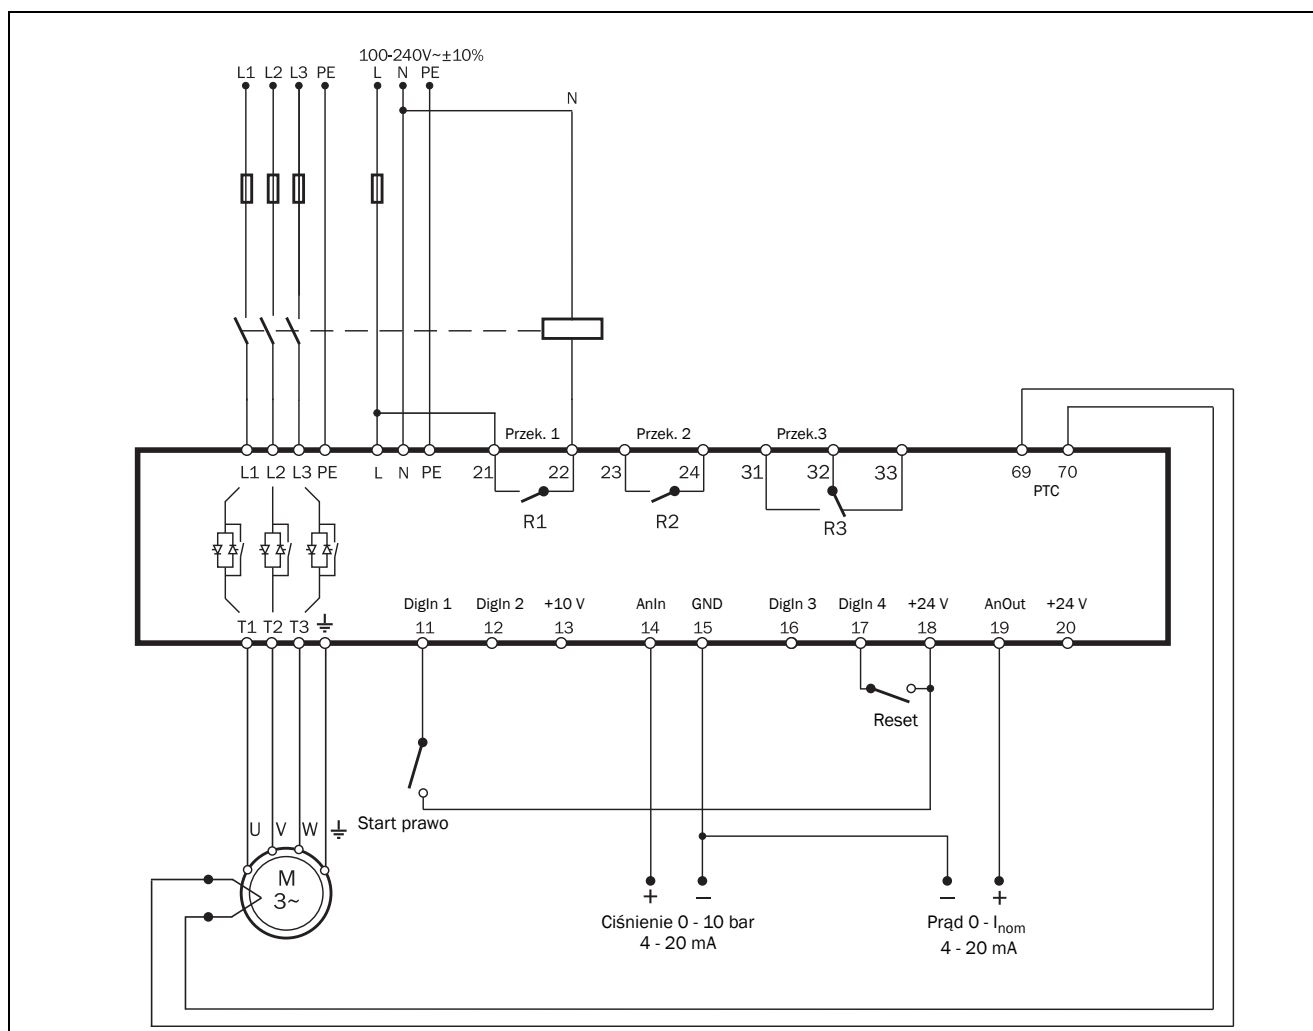 100-240V~±10%
L1 L2 L3 PE L N PE
N
Przek. 1 Przek. 2 Przek.3
L1 L2 L3 PE L N PE 21 22 23 24 31 32 33 69 70
PTC
R1 R2 R3
DigIn 1 DigIn 2 +10 V AnIn GND DigIn 3 DigIn 4 +24 V AnOut +24 V
T1 T2 T3 11 12 13 14 15 16 17 18 19 20
Reset
Start prawo
U V W
M
3~
+ – – +
Ciśnienie 0 - 10 bar Prąd 0 - Inom
4 - 20 mA 4 - 20 mA